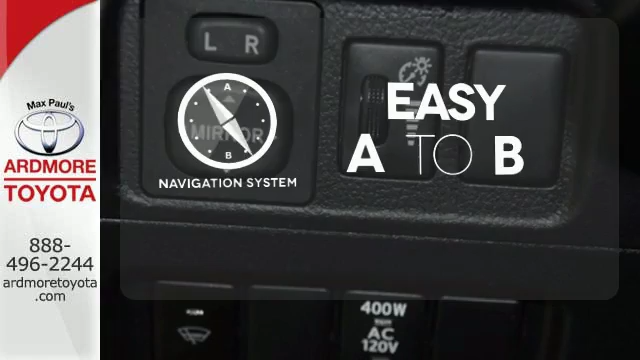 Max Paul's
ARDMORE
TOYOTA
888-
496-2244
ardmoretoyota
.com
L R
A
MIRROR
B
NAVIGATION SYSTEM
EASY
A TO B
400W
AC
120V